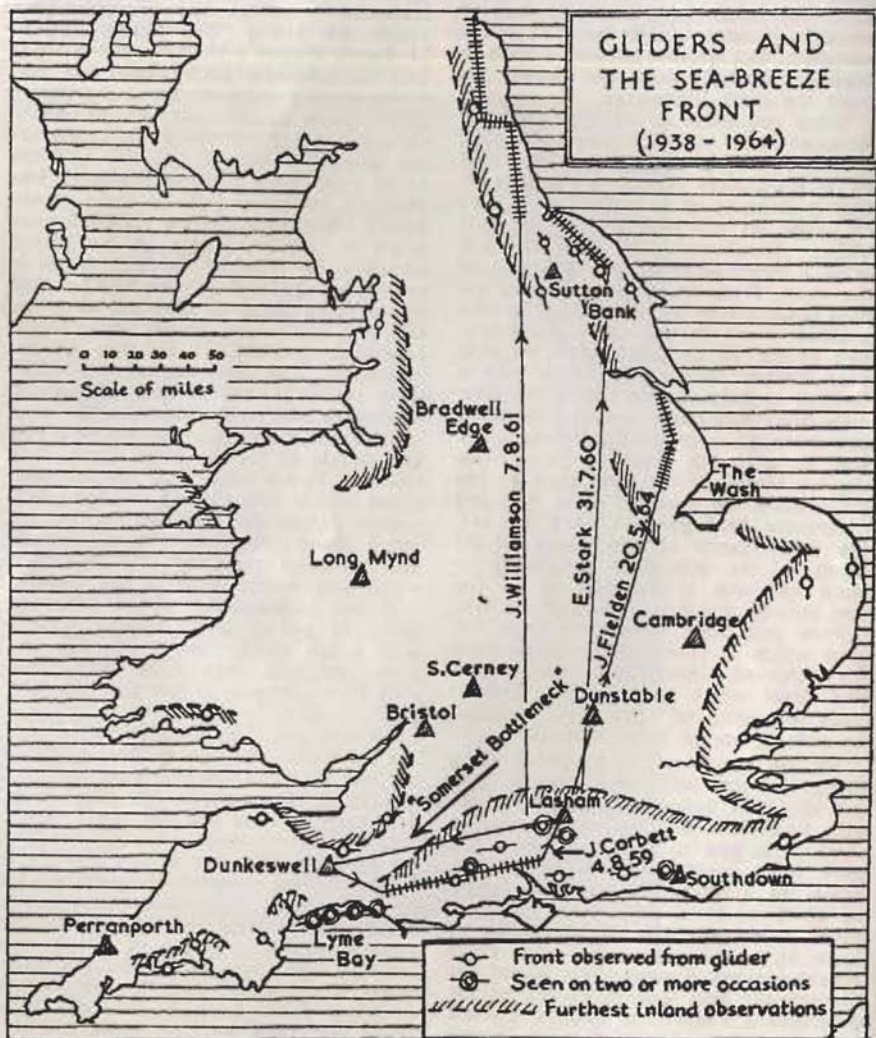 GLIDERS AND
THE SEA-BREEZE
FRONT
(1938 - 1964)
Sutton
Bank
0 10 20 30 40 50
Scale of miles
Bradwell
Edge
J.Williamson 7.8.61
E.Stark 31.7.60
J.Fielden 20.5.64
The
Wash
Long Mynd
Cambridge
S.Cerney
Bristol
Dunstable
"Somerset Bottleneck"
Lasham
J.Corbett
4.8.59
Dunkeswell
Southdown
Perranporth
Lyme
Bay
Front observed from glider
Seen on two or more occasions
Furthest inland observations